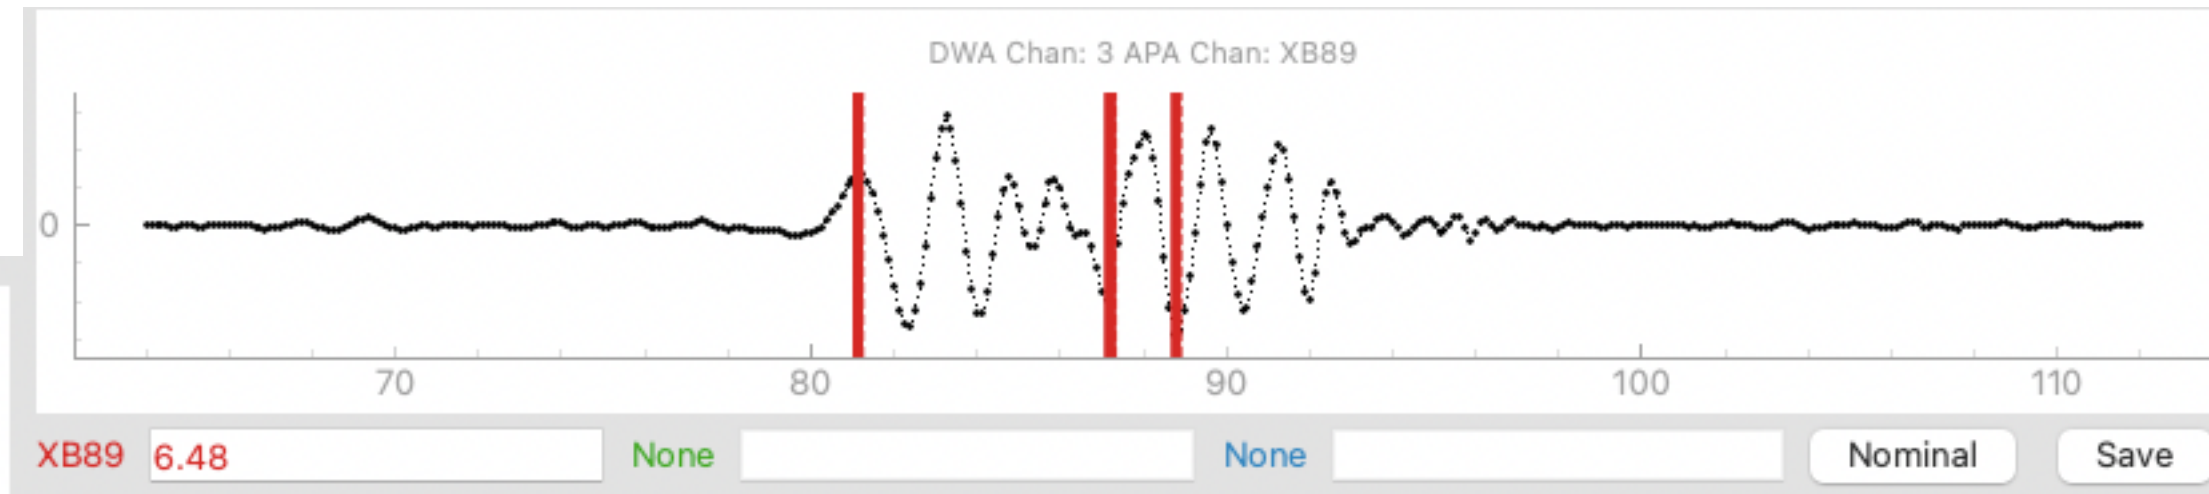 DWA Chan: 3 APA Chan: XB89
0
70 80 90 100 110
XB89 6.48 None None Nominal Save